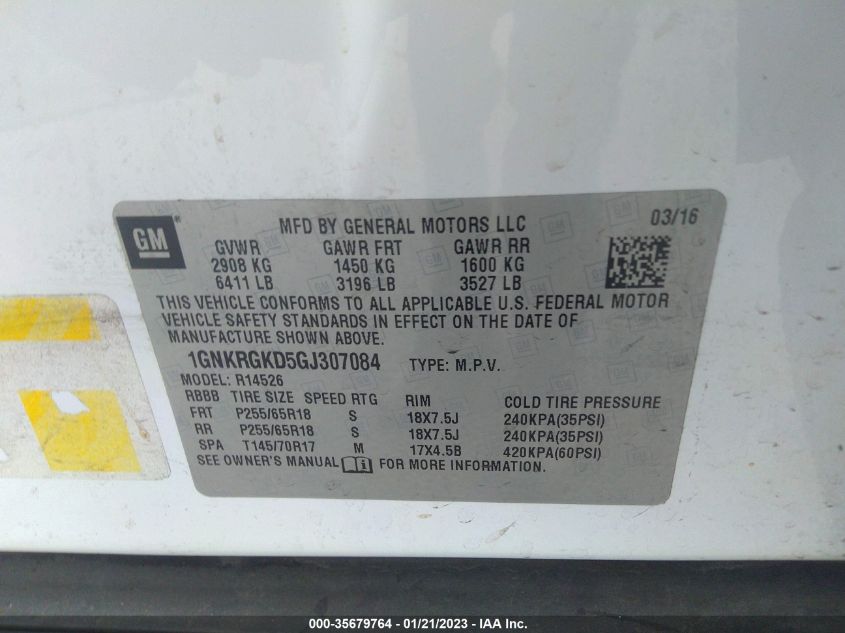 GM
MFD BY GENERAL MOTORS LLC 03/16
GVWR GAWR FRT GAWR RR
2908 KG 1450 KG 1600 KG
6411 LB 3196 LB 3527 LB
THIS VEHICLE CONFORMS TO ALL APPLICABLE U.S. FEDERAL MOTOR
VEHICLE SAFETY STANDARDS IN EFFECT ON THE DATE OF
MANUFACTURE SHOWN ABOVE.
1GNKRGKD5GJ307084 TYPE: M.P.V.
MODEL: R14526
RBBB TIRE SIZE SPEED RTG RIM COLD TIRE PRESSURE
FRT P255/65R18 S 18X7.5J 240KPA(35PSI)
RR P255/65R18 S 18X7.5J 240KPA(35PSI)
SPA T145/70R17 M 17X4.5B 420KPA(60PSI)
SEE OWNER'S MANUAL FOR MORE INFORMATION.
000-35679764 - 01/21/2023 - IAA Inc.